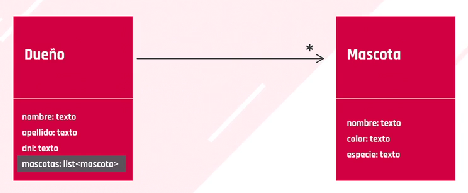 Dueño
nombre: texto
apellido: texto
dni: texto
mascotas: list<mascota>
*
Mascota
nombre: texto
color: texto
especie: texto